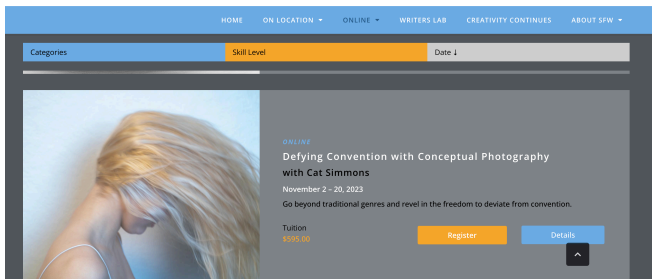 HOME ON LOCATION ONLINE WRITERS LAB CREATIVITY CONTINUES ABOUT SFW
Categories Skill Level Date ↓
ONLINE
Defying Convention with Conceptual Photography
with Cat Simmons
November 2 – 20, 2023
Go beyond traditional genres and revel in the freedom to deviate from convention.
Tuition
$595.00
Register Details